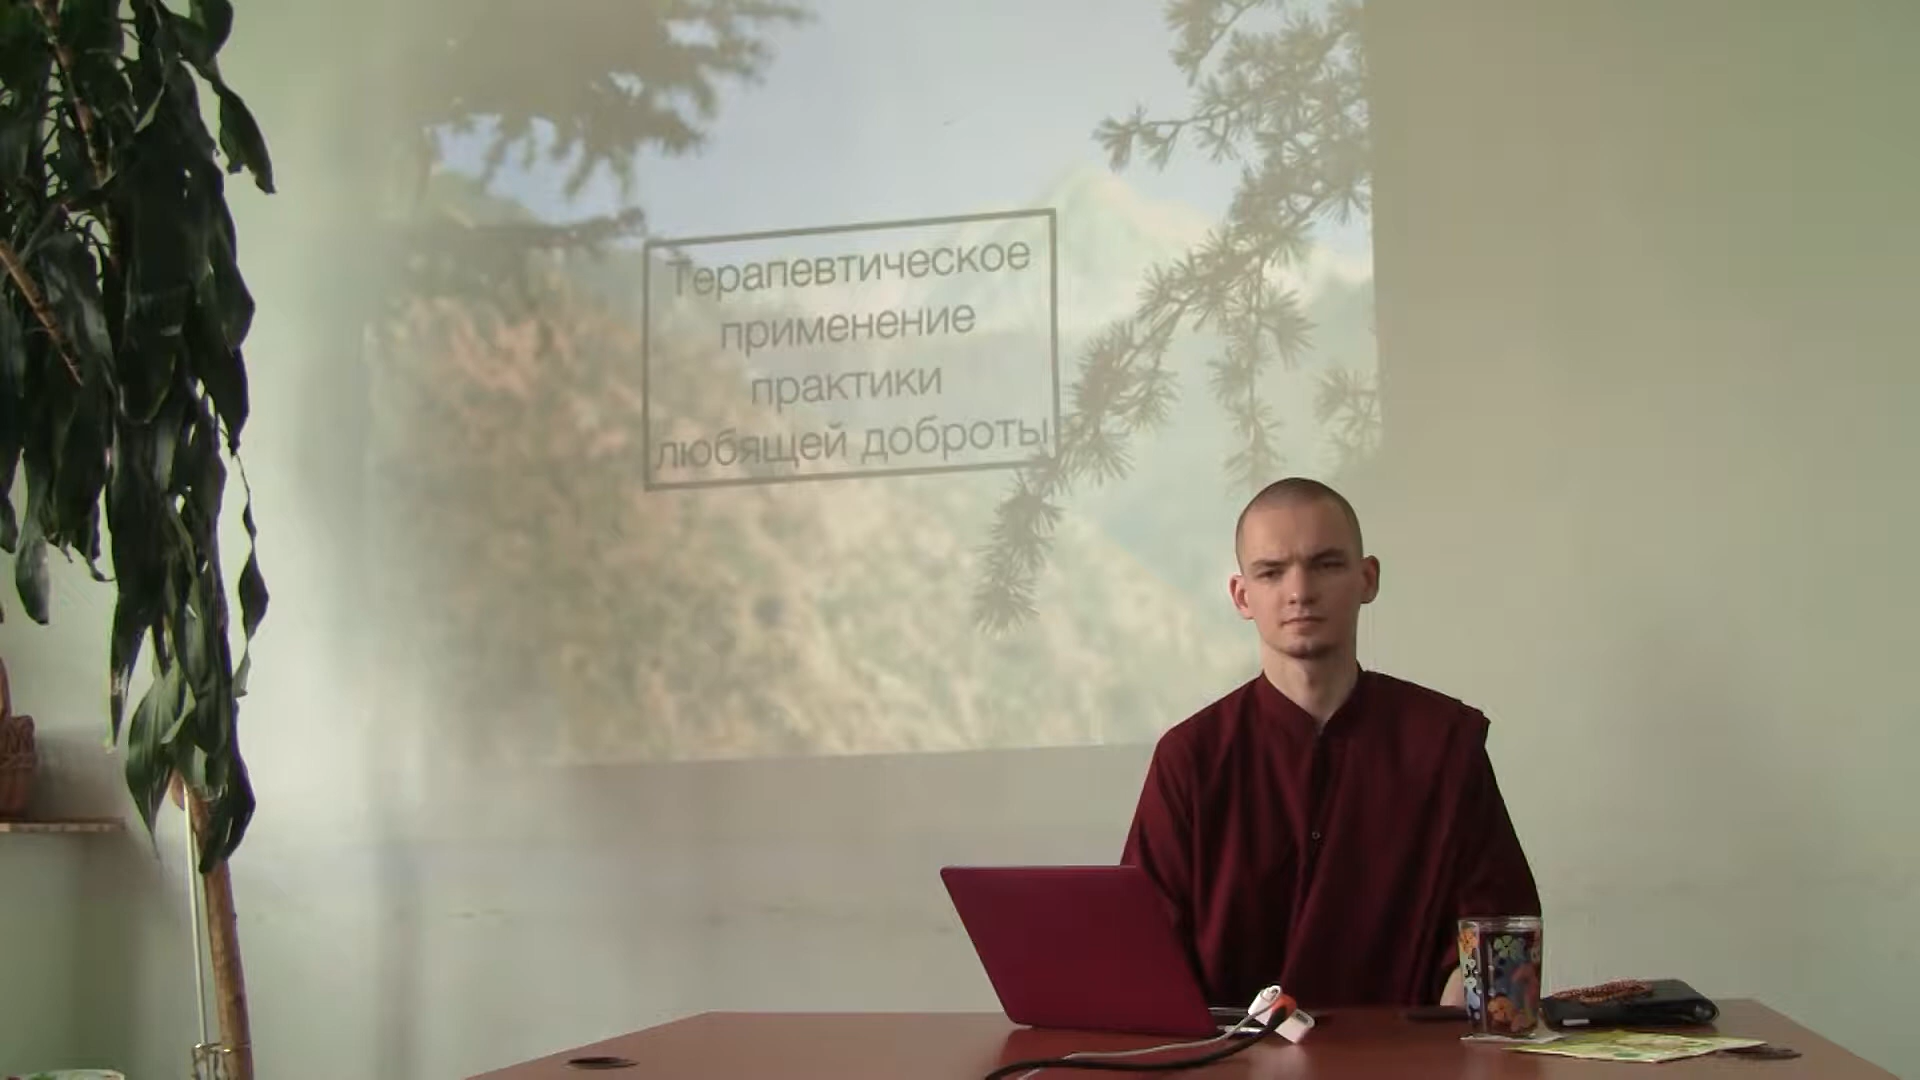 Терапевтическое
применение
практики
любящей доброты